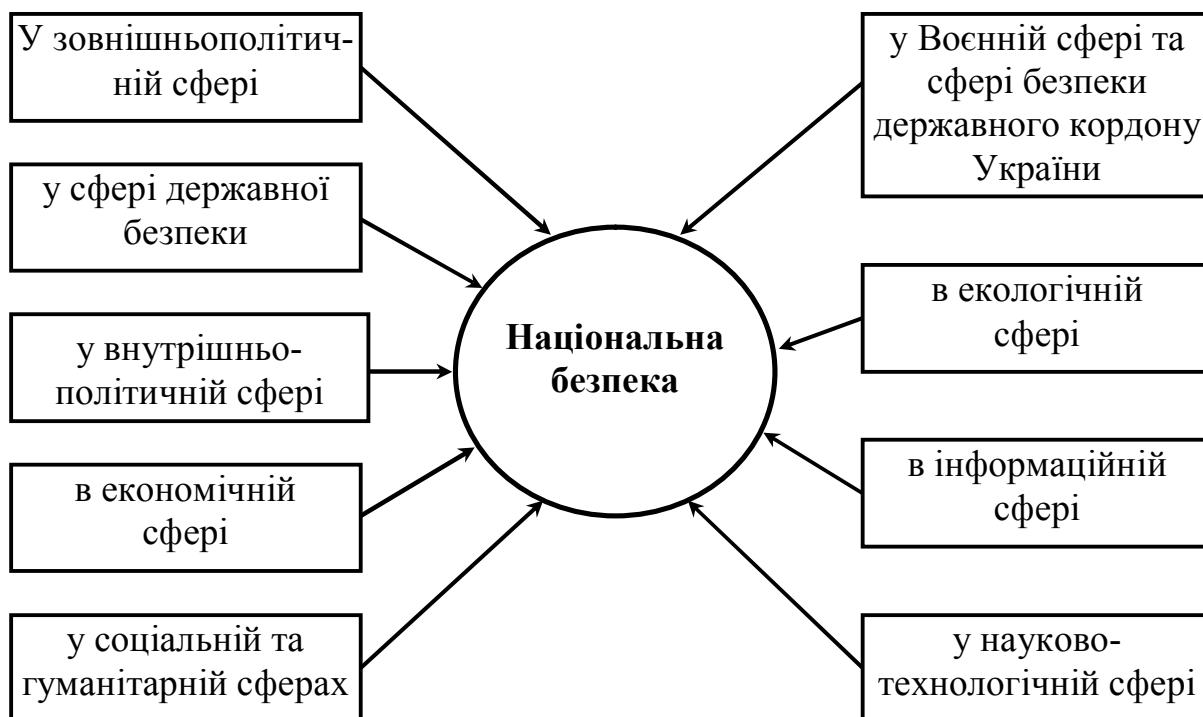 У зовнішньополітич-
ній сфері
у сфері державної
безпеки
у внутрішньо-
політичній сфері
в економічній
сфері
у соціальній та
гуманітарній сферах
Національна
безпека
у Воєнній сфері та
сфері безпеки
державного кордону
України
в екологічній
сфері
в інформаційній
сфері
у науково-
технологічній сфері